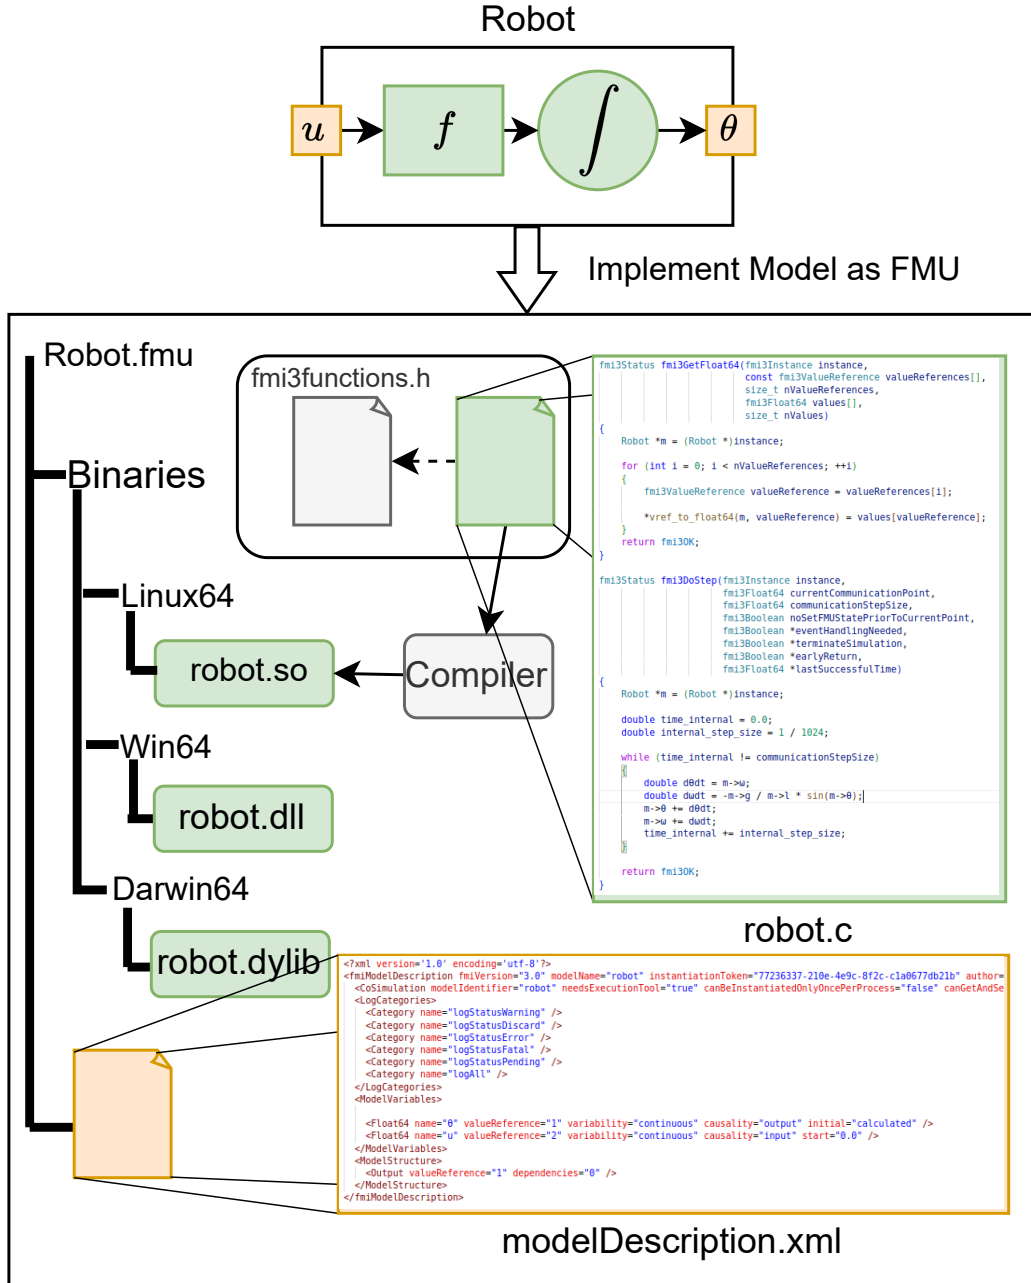 Robot
u
f
∫
θ
Implement Model as FMU
Robot.fmu
Binaries
Linux64
robot.so
Win64
robot.dll
Darwin64
robot.dylib
fmi3functions.h
Compiler
fmi3Status fmi3GetFloat64(fmi3Instance instance,
const fmi3ValueReference valueReferences[],
size_t nValueReferences,
fmi3Float64 values[],
size_t nValues)
{
Robot *m = (Robot *)instance;
for (int i = 0; i < nValueReferences; ++i)
{
fmi3ValueReference valueReference = valueReferences[i];
*vref_to_float64(m, valueReference) = values[valueReference];
}
return fmi3OK;
}
fmi3Status fmi3DoStep(fmi3Instance instance,
fmi3Float64 currentCommunicationPoint,
fmi3Float64 communicationStepSize,
fmi3Boolean noSetFMUStatePriorToCurrentPoint,
fmi3Boolean *eventHandlingNeeded,
fmi3Boolean *terminateSimulation,
fmi3Boolean *earlyReturn,
fmi3Float64 *lastSuccessfulTime)
{
Robot *m = (Robot *)instance;
double time_internal = 0.0;
double internal_step_size = 1 / 1024;
while (time_internal != communicationStepSize)
{
double dθdt = m->ω;
double dωdt = -m->g / m->l * sin(m->θ);
m->θ += dθdt;
m->ω += dωdt;
time_internal += internal_step_size;
}
return fmi3OK;
}
robot.c
<?xml version='1.0' encoding='utf-8'?>
<fmiModelDescription fmiVersion="3.0" modelName="robot" instantiationToken="77236337-210e-4e9c-8f2c-c1a0677db21b" author=
<CoSimulation modelIdentifier="robot" needsExecutionTool="true" canBeInstantiatedOnlyOncePerProcess="false" canGetAndSe
<LogCategories>
<Category name="logStatusWarning" />
<Category name="logStatusDiscard" />
<Category name="logStatusError" />
<Category name="logStatusFatal" />
<Category name="logStatusPending" />
<Category name="logAll" />
</LogCategories>
<ModelVariables>
<Float64 name="θ" valueReference="1" variability="continuous" causality="output" initial="calculated" />
<Float64 name="u" valueReference="2" variability="continuous" causality="input" start="0.0" />
</ModelVariables>
<ModelStructure>
<Output valueReference="1" dependencies="0" />
</ModelStructure>
</fmiModelDescription>
modelDescription.xml